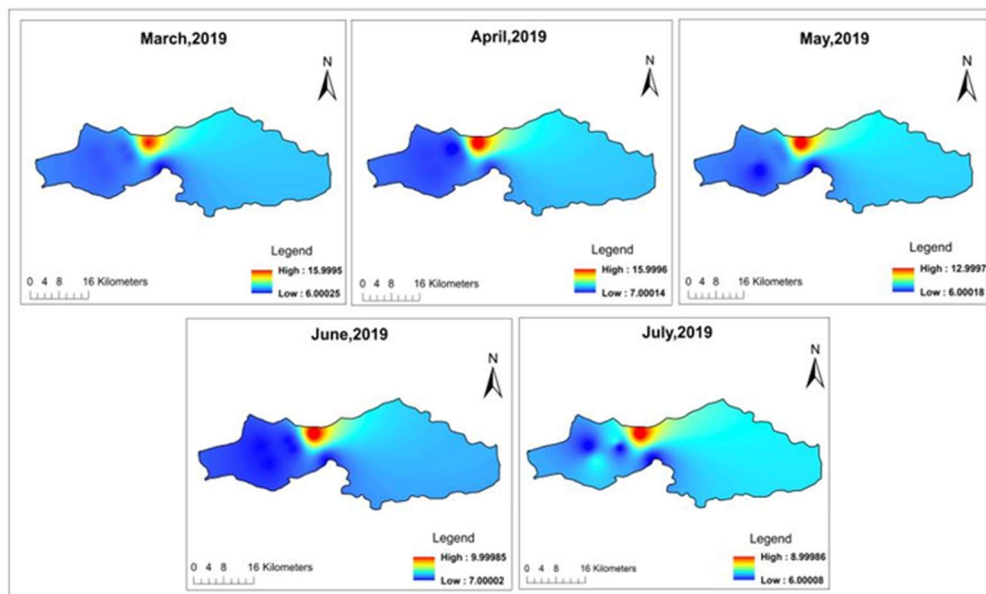 March,2019
N
Legend
High : 15.9995
Low : 6.00025
0 4 8 16 Kilometers
April,2019
N
Legend
High : 15.9996
Low : 7.00014
0 4 8 16 Kilometers
May,2019
N
Legend
High : 12.9997
Low : 6.00018
0 4 8 16 Kilometers
June,2019
N
Legend
High : 9.99985
Low : 7.00002
0 4 8 16 Kilometers
July,2019
N
Legend
High : 8.99986
Low : 6.00008
0 4 8 16 Kilometers